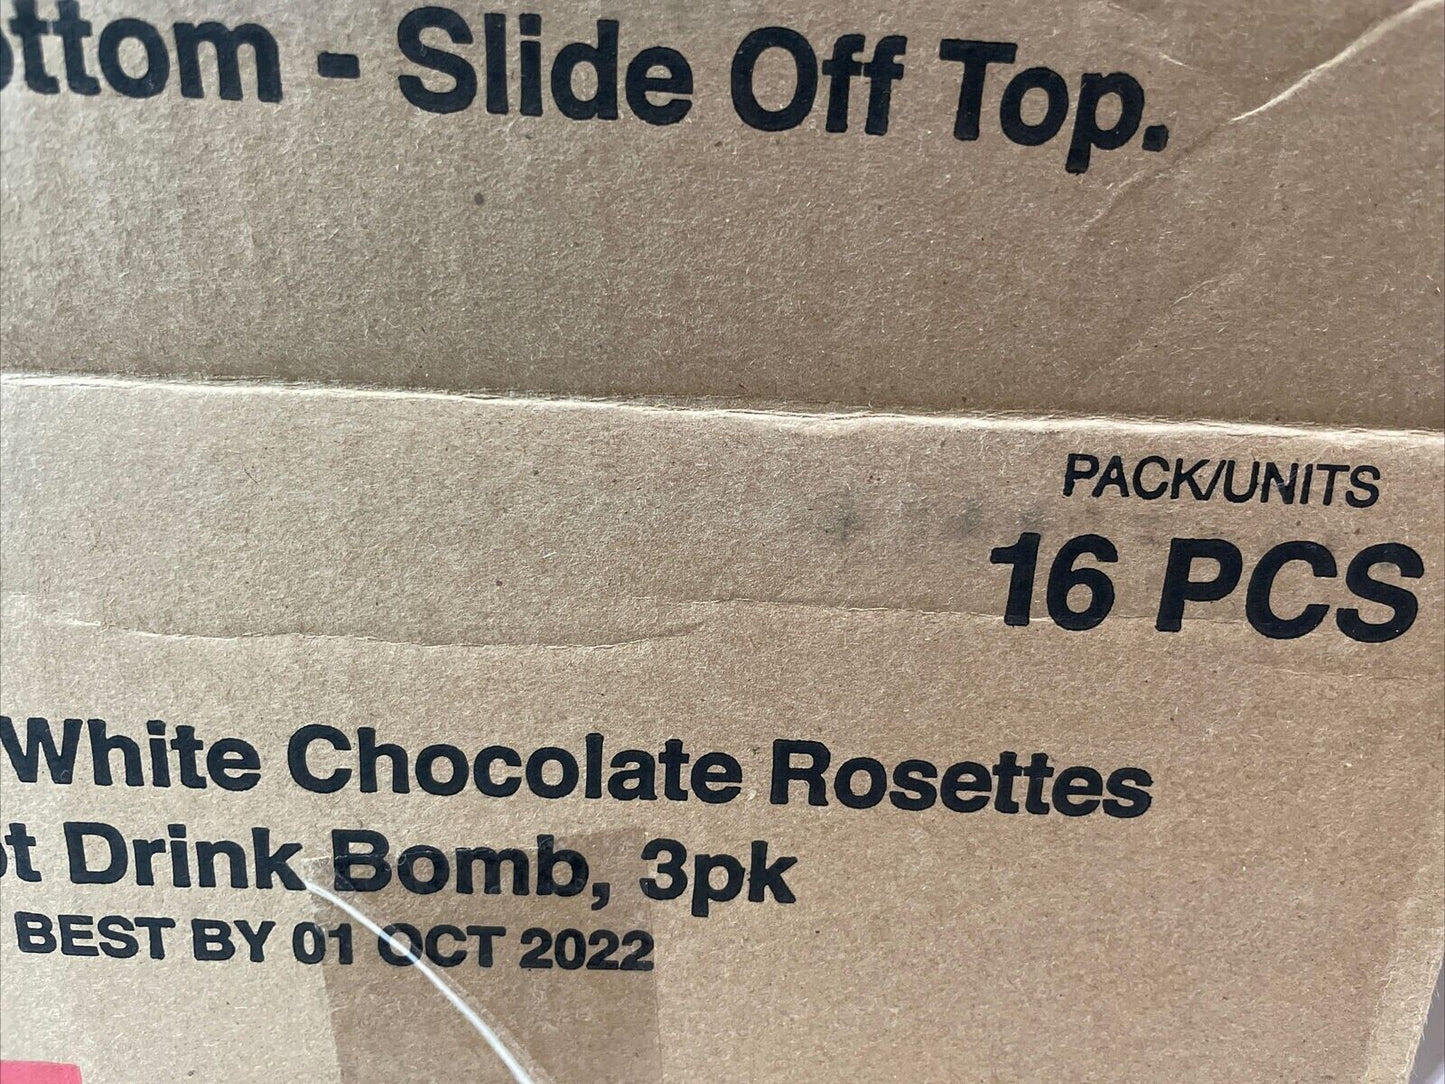 ottom - Slide Off Top.
PACK/UNITS
16 PCS
White Chocolate Rosettes
ot Drink Bomb, 3pk
BEST BY 01 OCT 2022